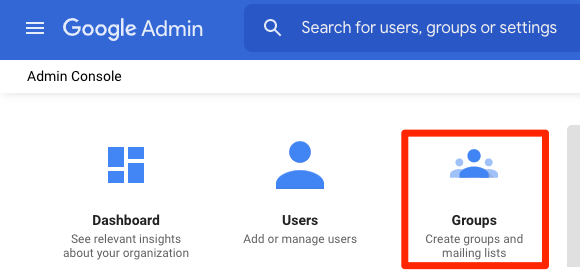 Google Admin
Search for users, groups or settings
Admin Console
Dashboard
See relevant insights
about your organization
Users
Add or manage users
Groups
Create groups and
mailing lists